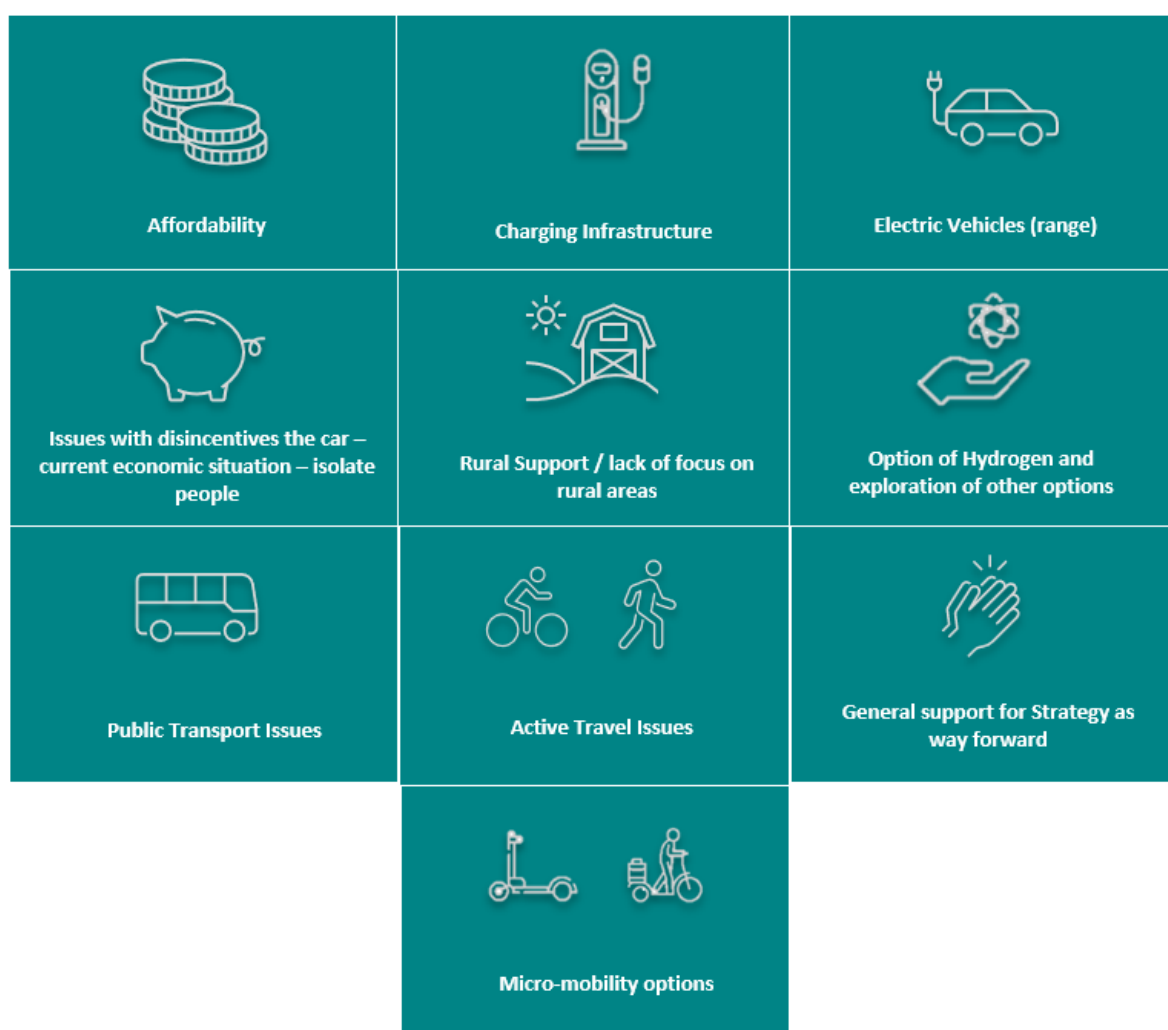 Affordability
Charging Infrastructure
Electric Vehicles (range)
Issues with disincentives the car –
current economic situation – isolate
people
Rural Support / lack of focus on
rural areas
Option of Hydrogen and
exploration of other options
Public Transport Issues
Active Travel Issues
General support for Strategy as
way forward
Micro-mobility options